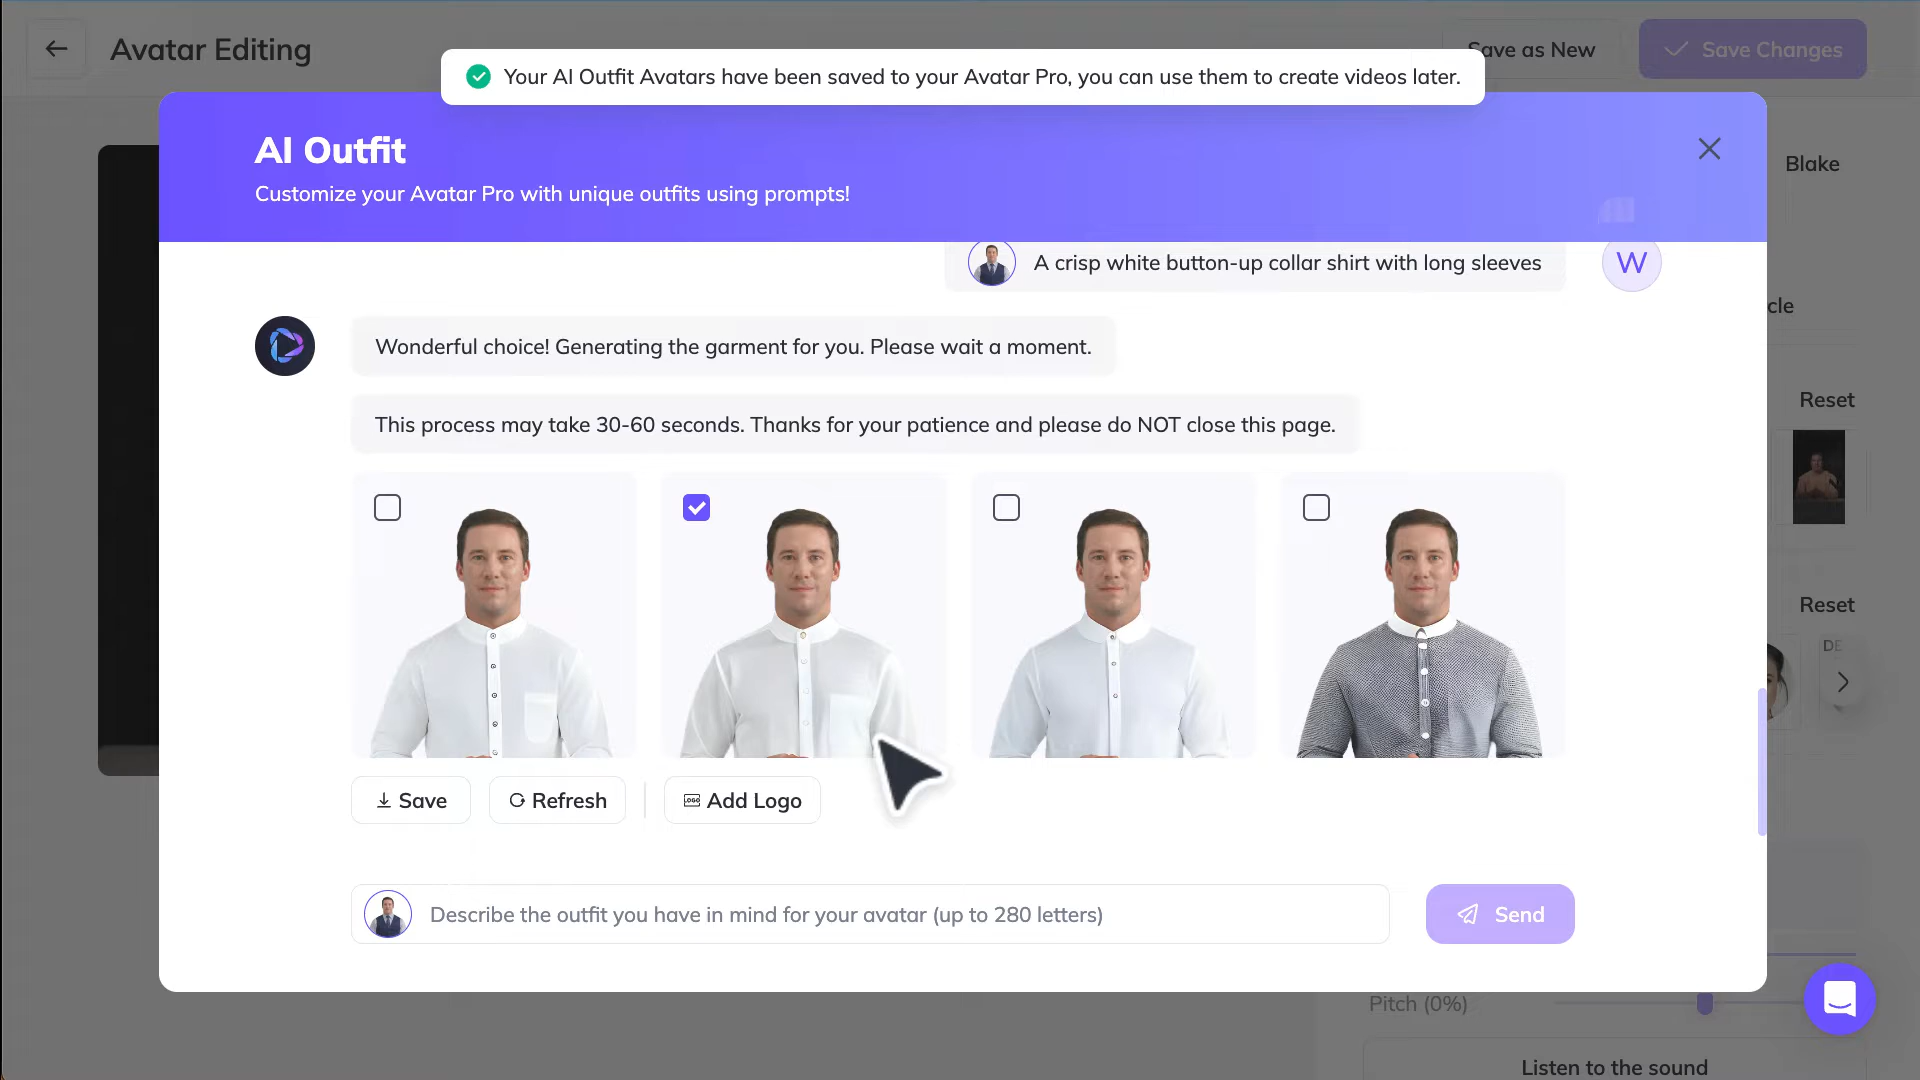 Avatar Editing
Save as New
Save Changes
Your AI Outfit Avatars have been saved to your Avatar Pro, you can use them to create videos later.
AI Outfit
Customize your Avatar Pro with unique outfits using prompts!
Blake
A crisp white button-up collar shirt with long sleeves
W
cle
Wonderful choice! Generating the garment for you. Please wait a moment.
This process may take 30-60 seconds. Thanks for your patience and please do NOT close this page.
Reset
Reset
DE
Save
Refresh
LOGO
Add Logo
Describe the outfit you have in mind for your avatar (up to 280 letters)
Send
Pitch (0%)
Listen to the sound